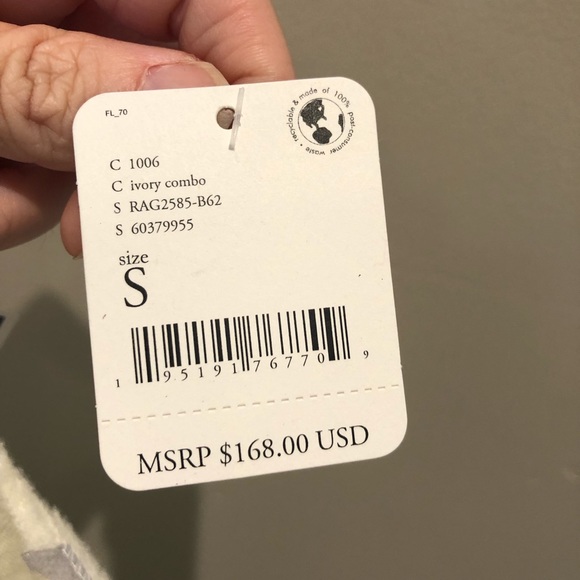 FL_70
recyclable & made of 100% post-consumer waste •
C 1006
C ivory combo
S RAG2585-B62
S 60379955
size
S
1 95191 76770 9
MSRP $168.00 USD